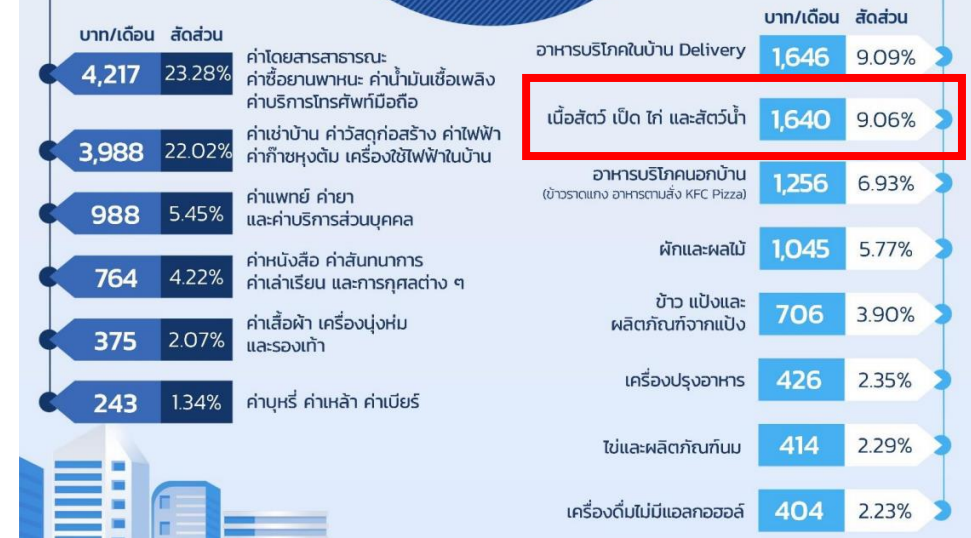 บาท/เดือน สัดส่วน
4,217 23.28% ค่าโดยสารสาธารณะ
ค่าซื้อยานพาหนะ ค่าน้ำมันเชื้อเพลิง
ค่าบริการโทรศัพท์มือถือ
3,988 22.02% ค่าเช่าบ้าน ค่าวัสดุก่อสร้าง ค่าไฟฟ้า
ค่าก๊าซหุงต้ม เครื่องใช้ไฟฟ้าในบ้าน
988 5.45% ค่าแพทย์ ค่ายา
และค่าบริการส่วนบุคคล
764 4.22% ค่าหนังสือ ค่าสันทนาการ
ค่าเล่าเรียน และการกุศลต่าง ๆ
375 2.07% ค่าเสื้อผ้า เครื่องนุ่งห่ม
และรองเท้า
243 1.34% ค่าบุหรี่ ค่าเหล้า ค่าเบียร์
บาท/เดือน สัดส่วน
อาหารบริโภคในบ้าน Delivery 1,646 9.09%
เนื้อสัตว์ เป็ด ไก่ และสัตว์น้ำ 1,640 9.06%
อาหารบริโภคนอกบ้าน 1,256 6.93%
(ข้าวราดแกง อาหารตามสั่ง KFC Pizza)
ผักและผลไม้ 1,045 5.77%
ข้าว แป้งและ
ผลิตภัณฑ์จากแป้ง 706 3.90%
เครื่องปรุงอาหาร 426 2.35%
ไข่และผลิตภัณฑ์นม 414 2.29%
เครื่องดื่มไม่มีแอลกอฮอล์ 404 2.23%